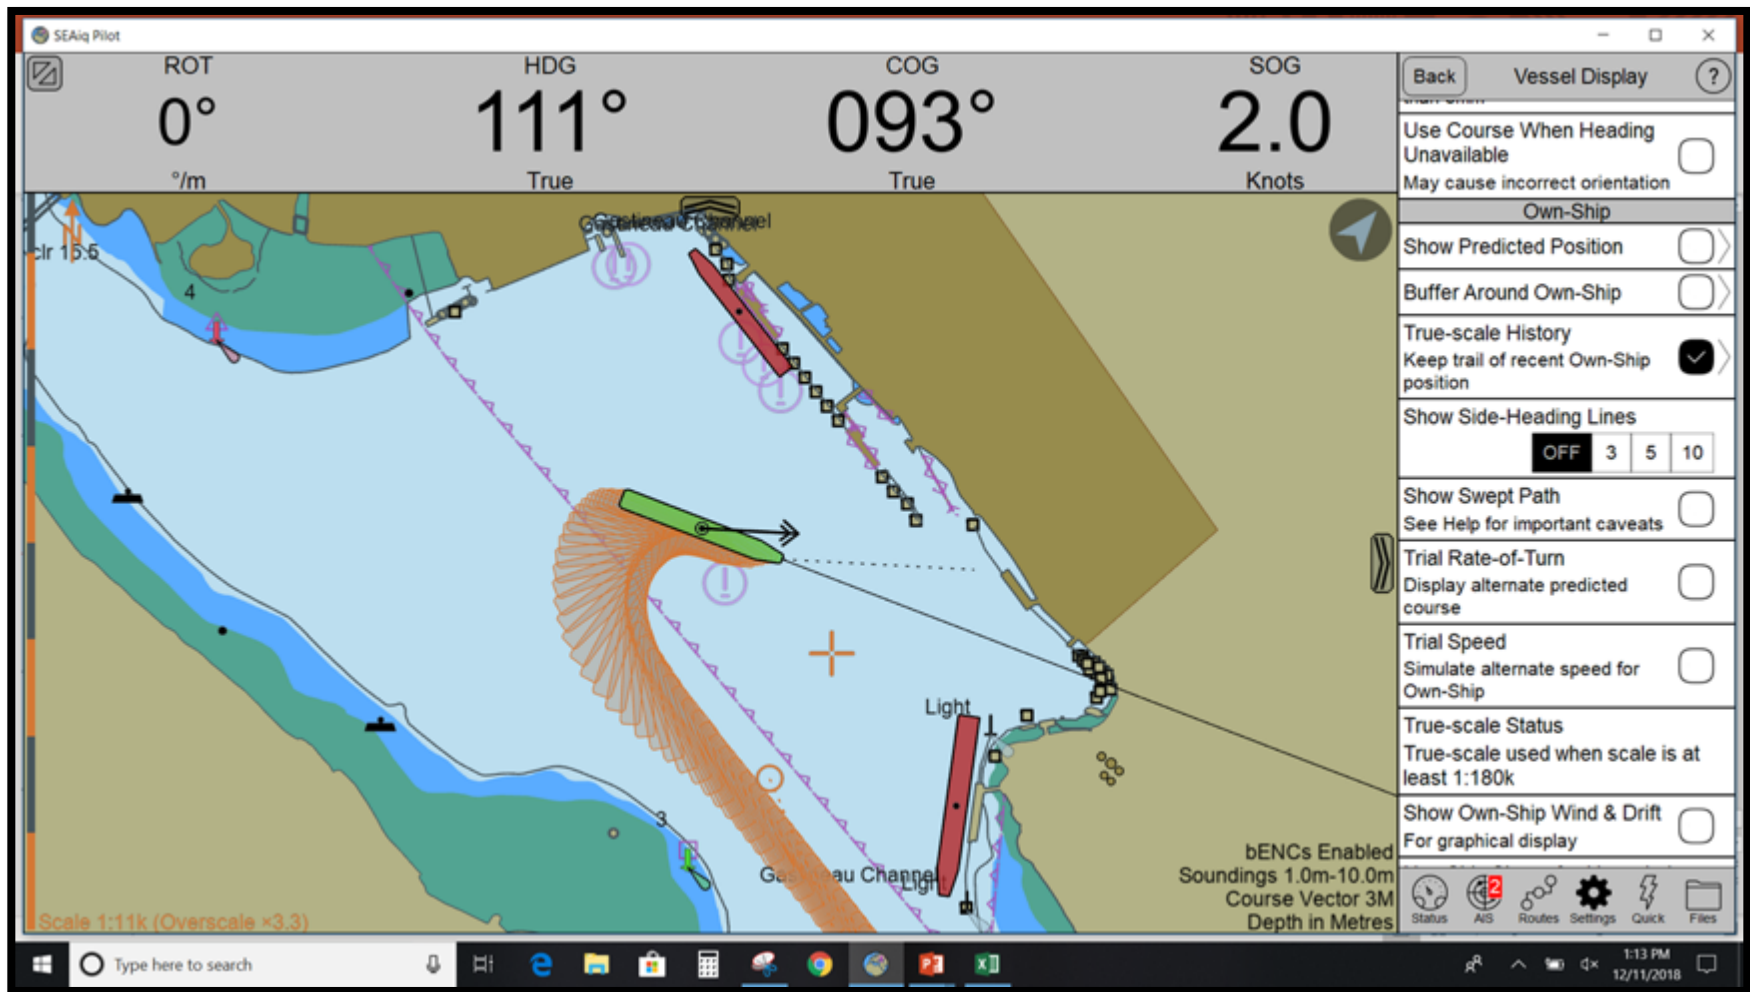 SEAiq Pilot
ROT
HDG
COG
SOG
0°
111°
093°
2.0
°/m
True
True
Knots
Back
Vessel Display
?
Use Course When Heading
Unavailable
May cause incorrect orientation
Own-Ship
Show Predicted Position
Buffer Around Own-Ship
True-scale History
Keep trail of recent Own-Ship
position
Show Side-Heading Lines
OFF 3 5 10
Show Swept Path
See Help for important caveats
Trial Rate-of-Turn
Display alternate predicted
course
Trial Speed
Simulate alternate speed for
Own-Ship
True-scale Status
True-scale used when scale is at
least 1:180k
Show Own-Ship Wind & Drift
For graphical display
Status
AIS
2
Routes
Settings
Quick
Files
N
clr 15.5
4
Gastineau Channel
3
Light
Gastineau Channel
Light
bENCs Enabled
Soundings 1.0m-10.0m
Course Vector 3M
Depth in Metres
Scale 1:11k (Overscale ×3.3)
Type here to search
1:13 PM
12/11/2018